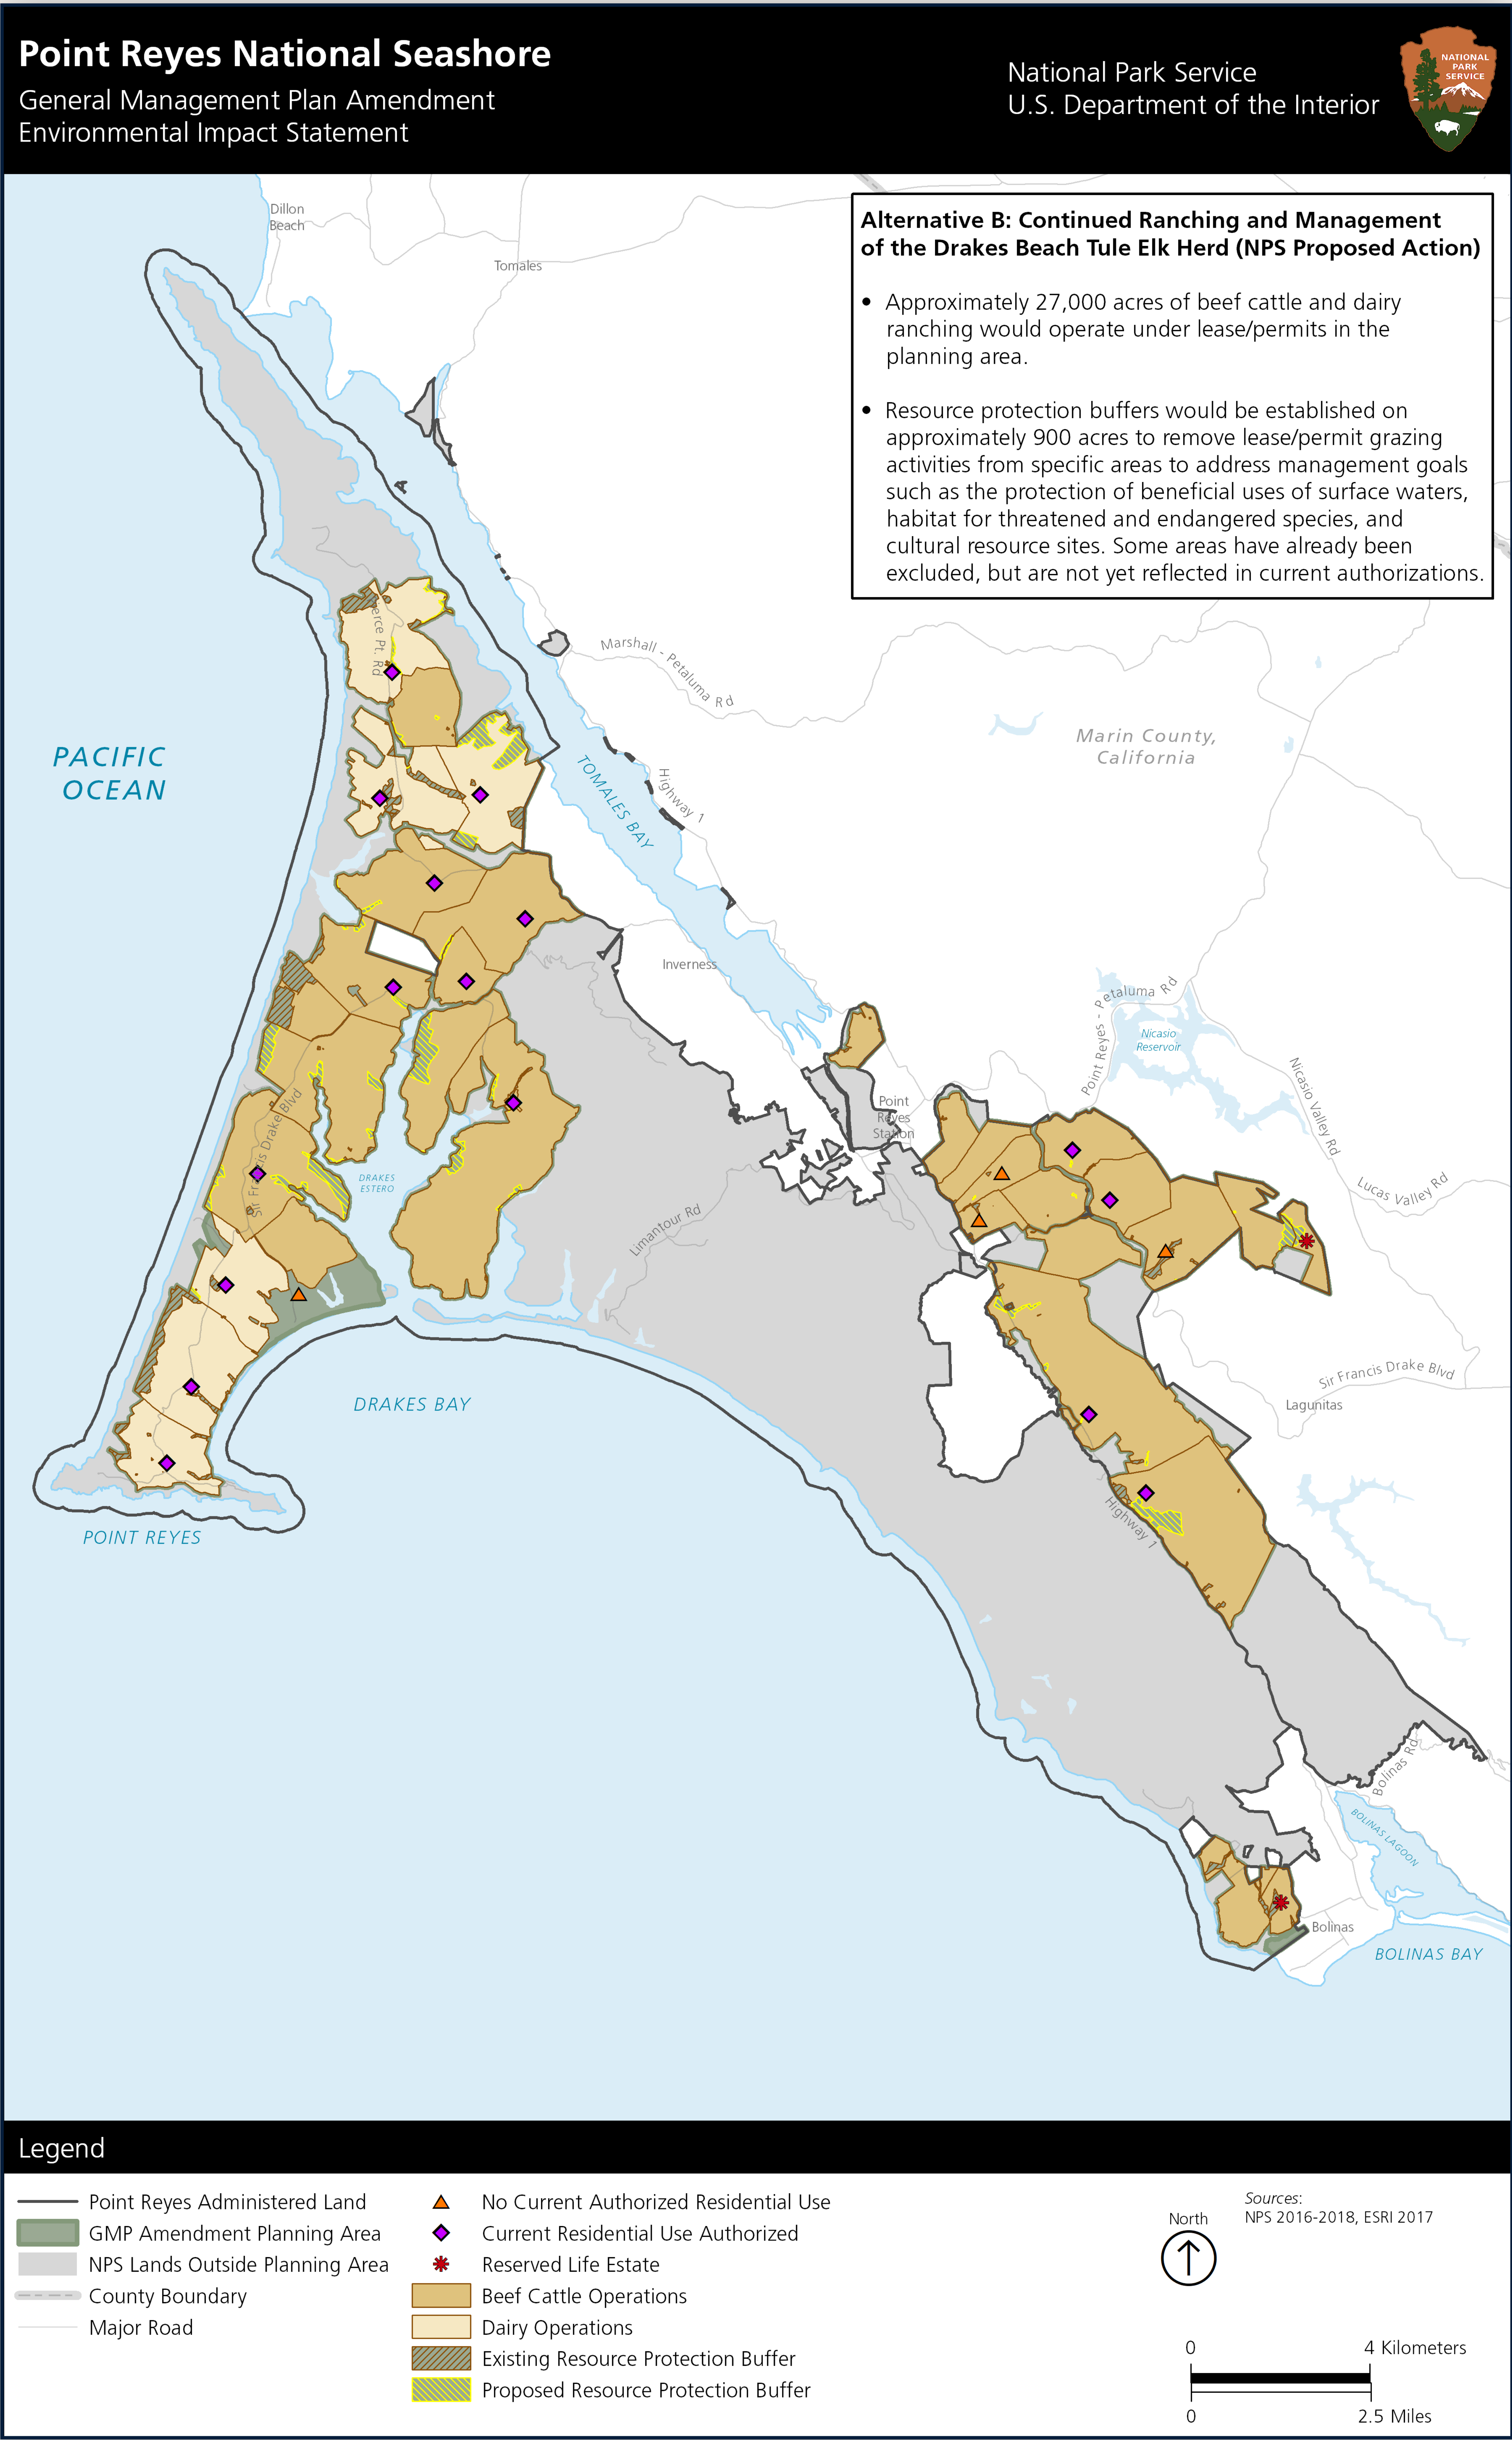 Point Reyes National Seashore
General Management Plan Amendment
Environmental Impact Statement
National Park Service
U.S. Department of the Interior
NATIONAL
PARK
SERVICE
Alternative B: Continued Ranching and Management
of the Drakes Beach Tule Elk Herd (NPS Proposed Action)
• Approximately 27,000 acres of beef cattle and dairy
ranching would operate under lease/permits in the
planning area.
• Resource protection buffers would be established on
approximately 900 acres to remove lease/permit grazing
activities from specific areas to address management goals
such as the protection of beneficial uses of surface waters,
habitat for threatened and endangered species, and
cultural resource sites. Some areas have already been
excluded, but are not yet reflected in current authorizations.
Dillon
Beach
Tomales
erce Pt. Rd
Marshall - Petaluma Rd
PACIFIC
OCEAN
Marin County,
California
TOMALES BAY
Highway 1
Inverness
Point Reyes - Petaluma Rd
Nicasio
Reservoir
Nicasio Valley Rd
Point
Reyes
Station
Sir Francis Drake Blvd
DRAKES
ESTERO
Limantour Rd
Lucas Valley Rd
Sir Francis Drake Blvd
Lagunitas
DRAKES BAY
POINT REYES
Highway 1
Bolinas Rd
BOLINAS LAGOON
Bolinas
BOLINAS BAY
Legend
Point Reyes Administered Land
GMP Amendment Planning Area
NPS Lands Outside Planning Area
County Boundary
Major Road
No Current Authorized Residential Use
Current Residential Use Authorized
Reserved Life Estate
Beef Cattle Operations
Dairy Operations
Existing Resource Protection Buffer
Proposed Resource Protection Buffer
North
Sources:
NPS 2016-2018, ESRI 2017
0 4 Kilometers
0 2.5 Miles